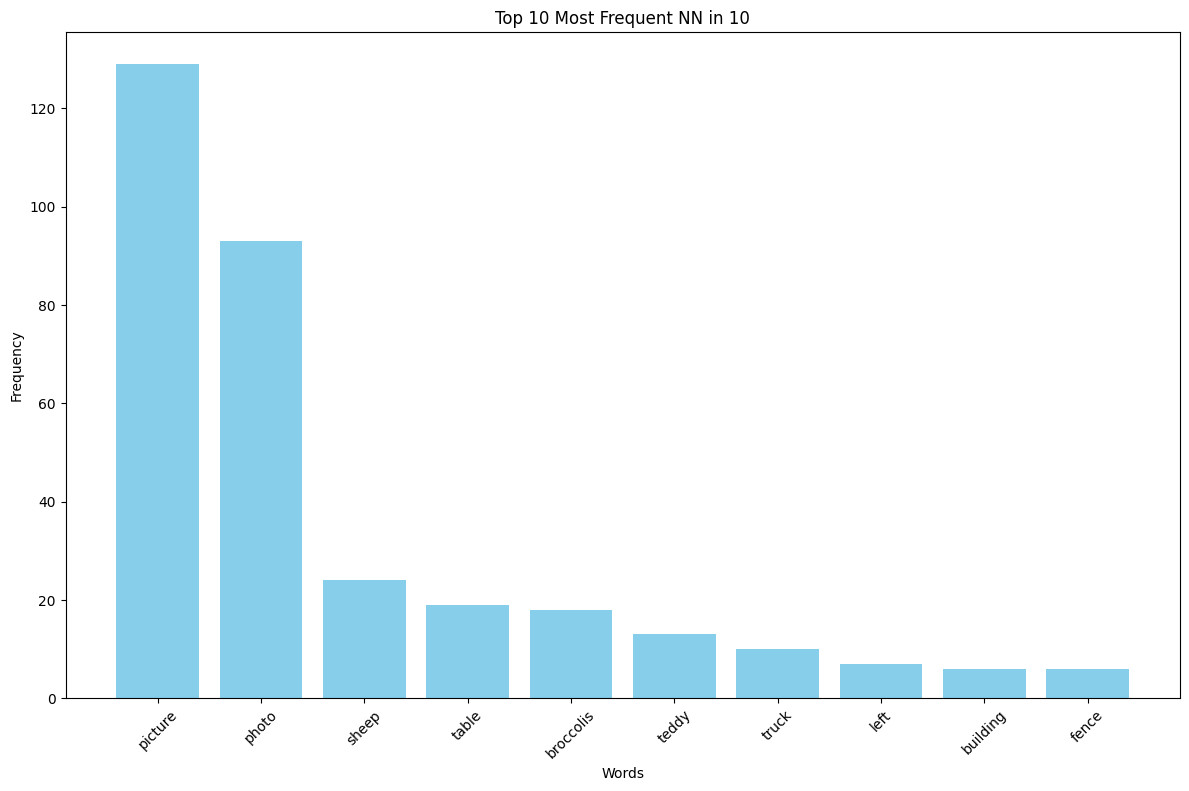 Top 10 Most Frequent NN in 10
120
100
80
60
40
20
0
Frequency
picture
photo
sheep
table
broccolis
teddy
truck
left
building
fence
Words